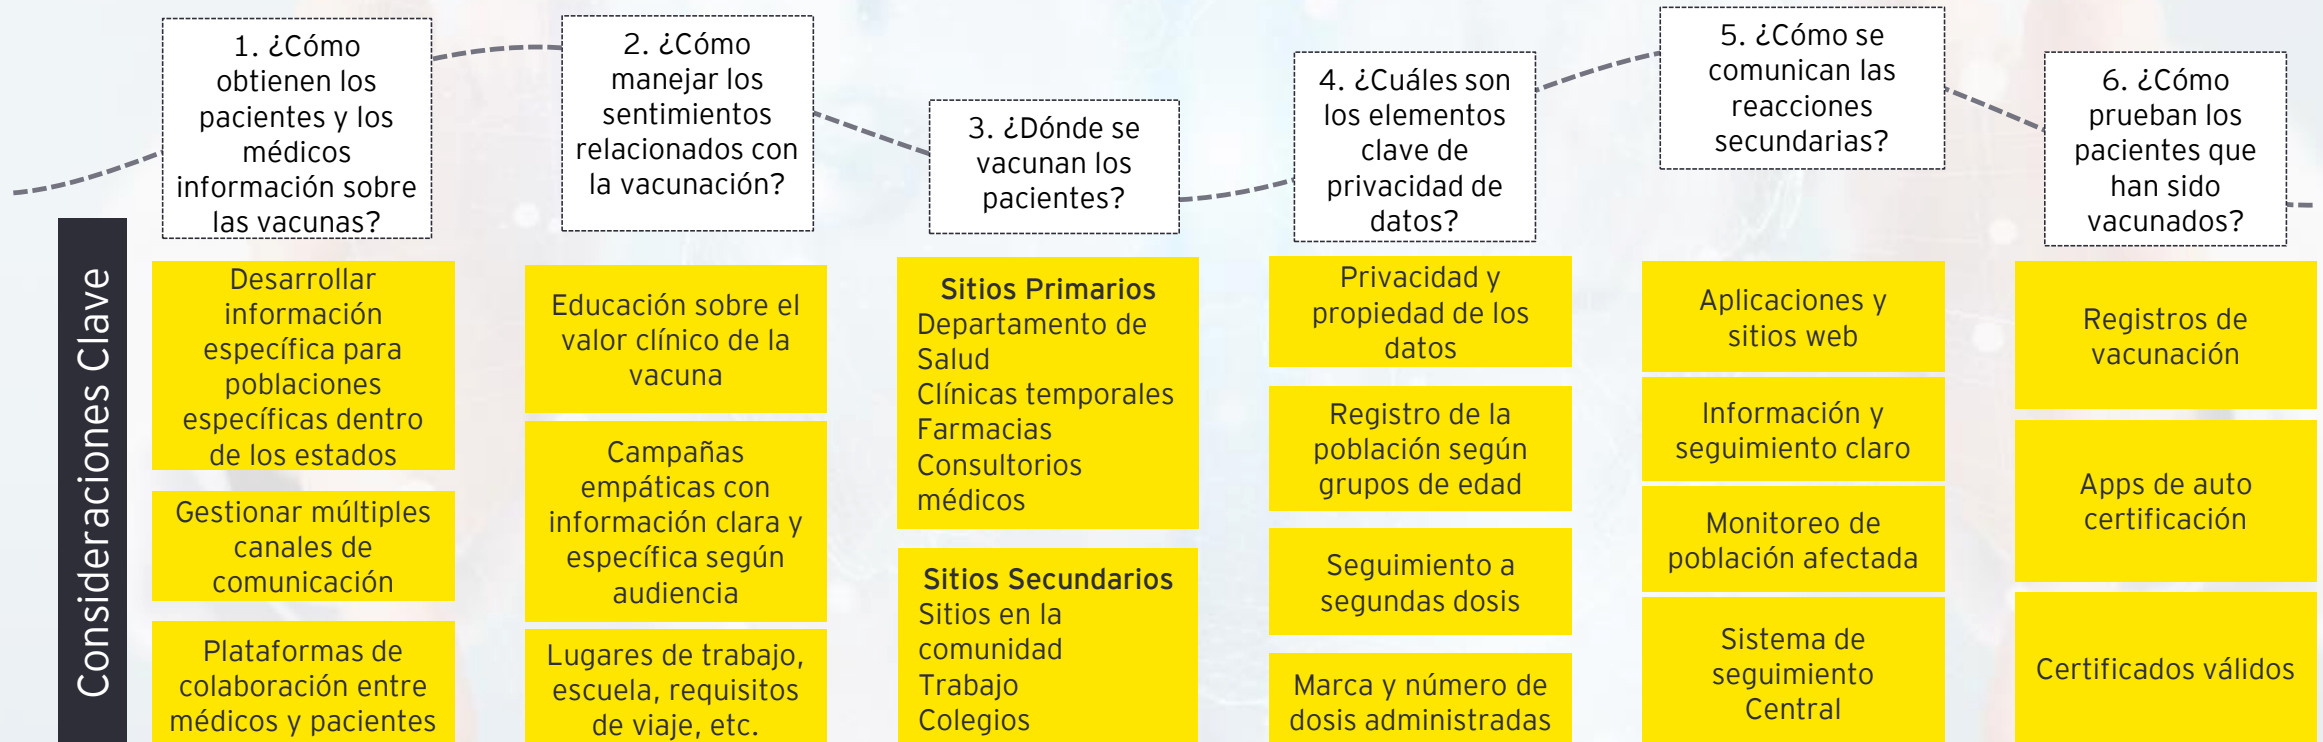 1. ¿Cómo
obtienen los
pacientes y los
médicos
información sobre
las vacunas?
2. ¿Cómo
manejar los
sentimientos
relacionados con
la vacunación?
3. ¿Dónde se
vacunan los
pacientes?
4. ¿Cuáles son
los elementos
clave de
privacidad de
datos?
5. ¿Cómo se
comunican las
reacciones
secundarias?
6. ¿Cómo
prueban los
pacientes que
han sido
vacunados?
Consideraciones Clave
Desarrollar
información
específica para
poblaciones
específicas dentro
de los estados
Gestionar múltiples
canales de
comunicación
Plataformas de
colaboración entre
médicos y pacientes
Educación sobre el
valor clínico de la
vacuna
Campañas
empáticas con
información clara y
específica según
audiencia
Lugares de trabajo,
escuela, requisitos
de viaje, etc.
Sitios Primarios
Departamento de
Salud
Clínicas temporales
Farmacias
Consultorios
médicos
Sitios Secundarios
Sitios en la
comunidad
Trabajo
Colegios
Privacidad y
propiedad de los
datos
Registro de la
población según
grupos de edad
Seguimiento a
segundas dosis
Marca y número de
dosis administradas
Aplicaciones y
sitios web
Información y
seguimiento claro
Monitoreo de
población afectada
Sistema de
seguimiento
Central
Registros de
vacunación
Apps de auto
certificación
Certificados válidos